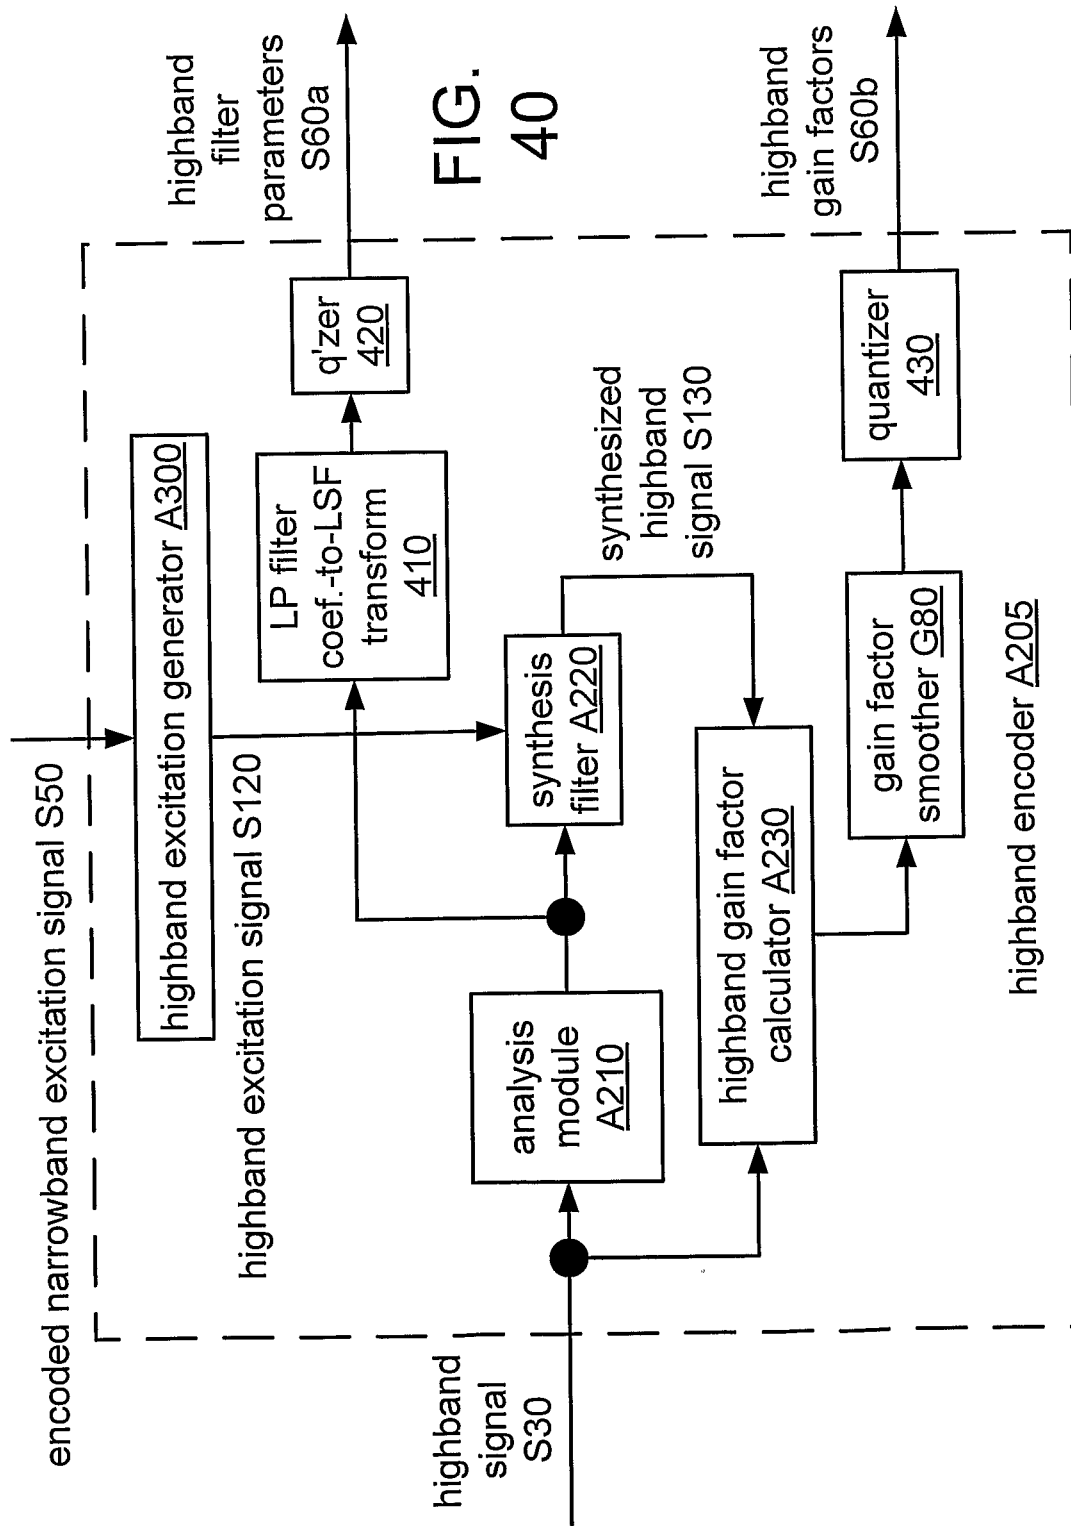 encoded narrowband excitation signal S50
highband excitation generator A300
highband excitation signal S120
highband
filter
parameters
S60a
q'zer
420
LP filter
coef.-to-LSF
transform
410
FIG.
40
highband
signal
S30
analysis
module
A210
synthesis
filter A220
synthesized
highband
signal S130
highband gain factor
calculator A230
gain factor
smoother G80
quantizer
430
highband
gain factors
S60b
highband encoder A205